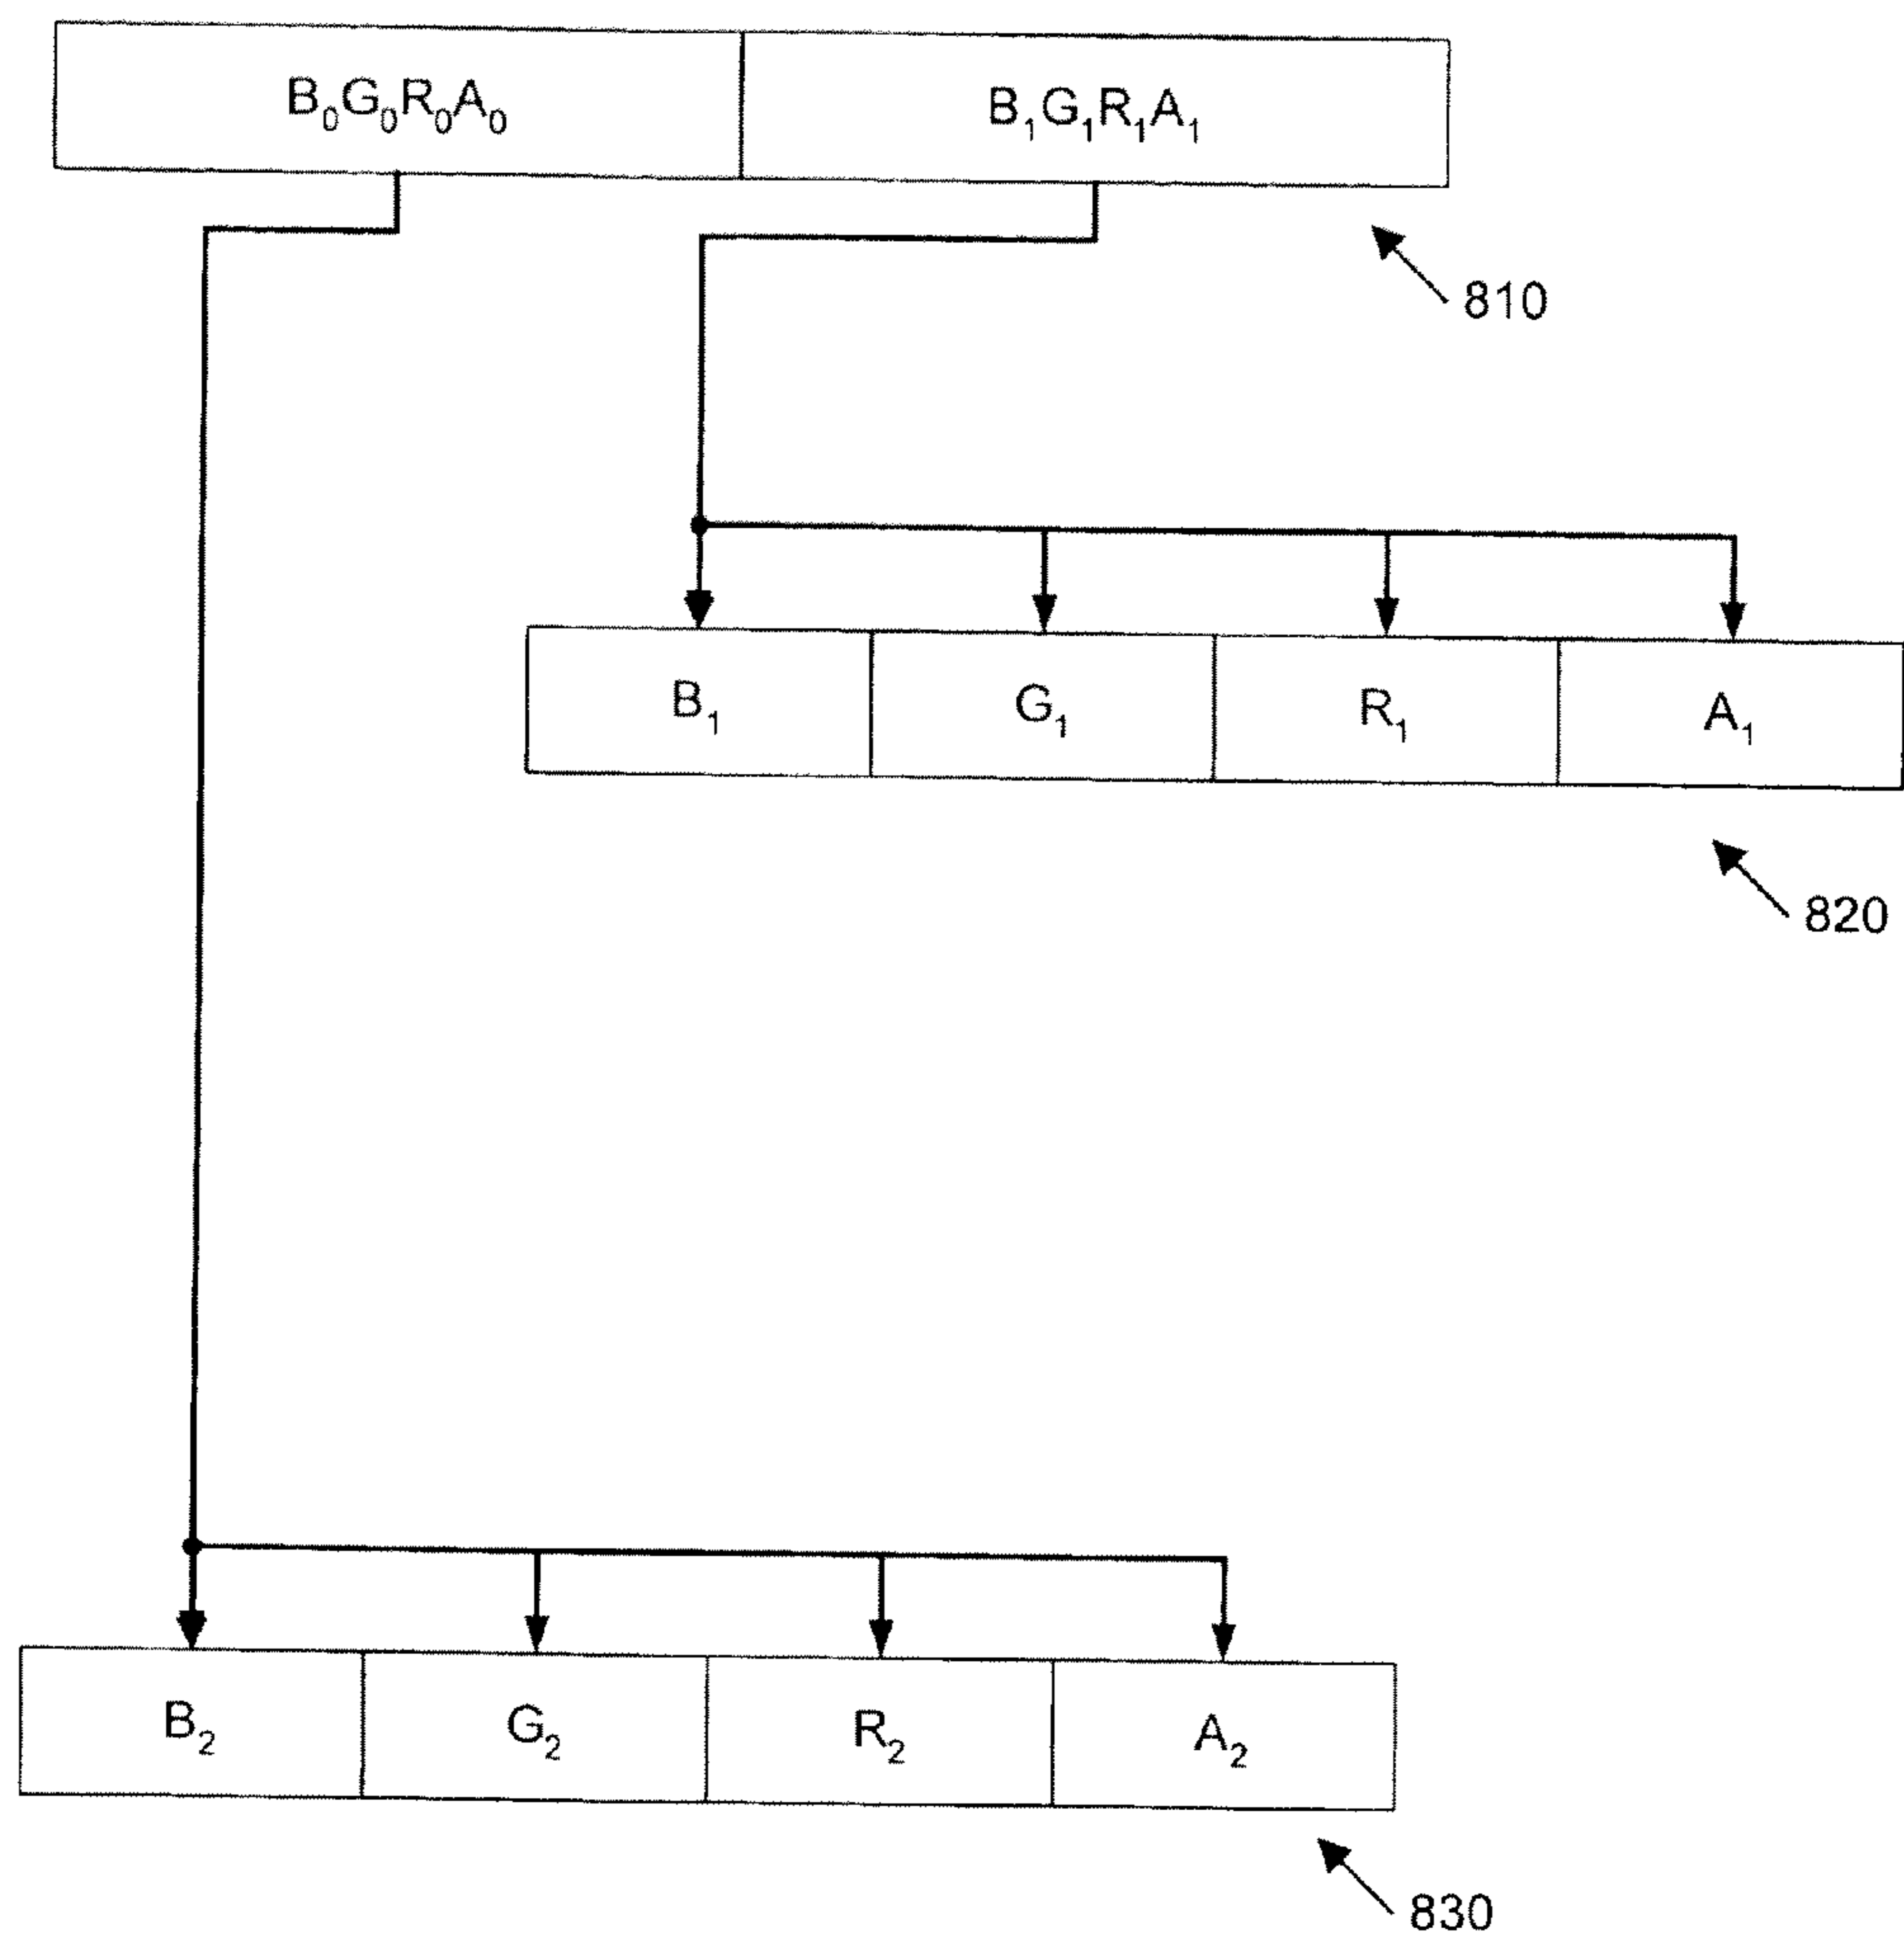 B₀G₀R₀A₀ B₁G₁R₁A₁
810
B₁ G₁ R₁ A₁
820
B₂ G₂ R₂ A₂
830